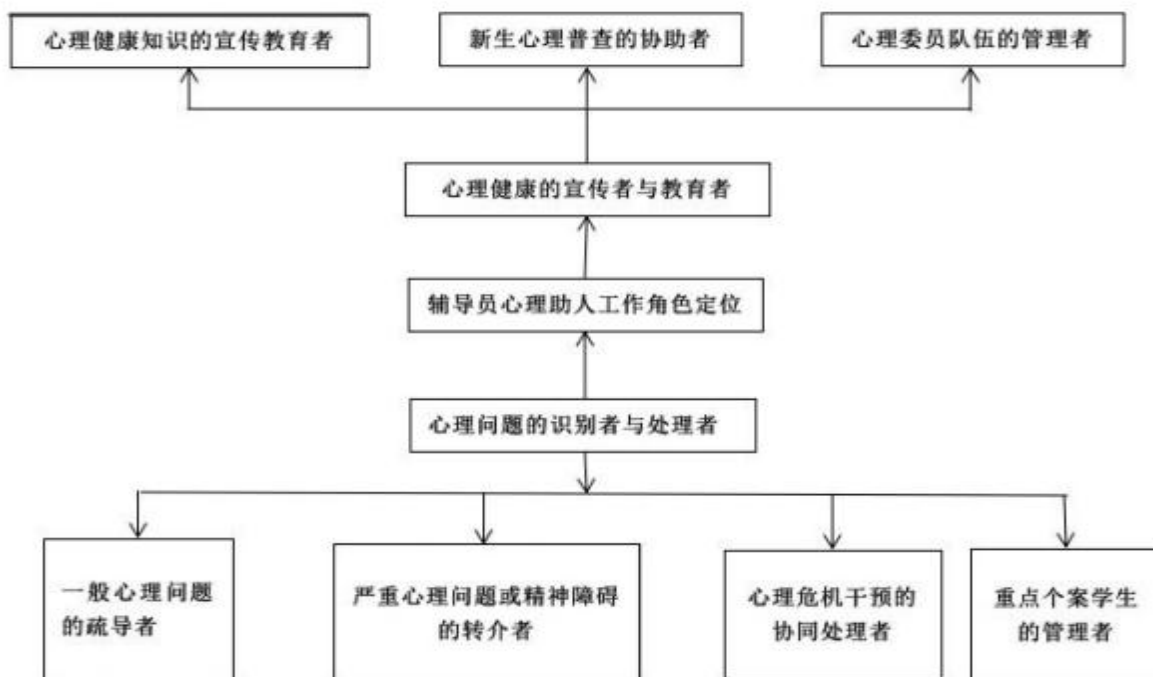 心理健康知识的宣传教育者
新生心理普查的协助者
心理委员队伍的管理者
心理健康的宣传者与教育者
辅导员心理助人工作角色定位
心理问题的识别者与处理者
一般心理问题
的疏导者
严重心理问题或精神障碍
的转介者
心理危机干预的
协同处理者
重点个案学生
的管理者